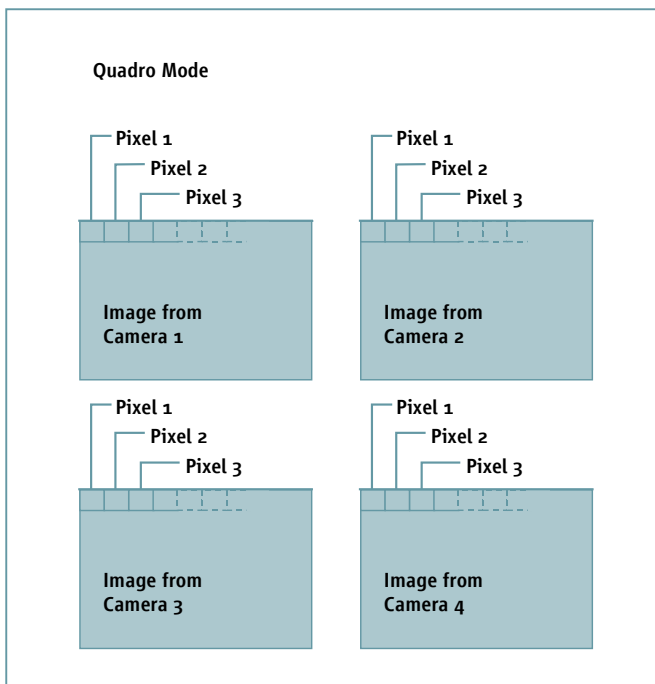 Quadro Mode
Pixel 1
Pixel 2
Pixel 3
Image from
Camera 1
Pixel 1
Pixel 2
Pixel 3
Image from
Camera 2
Pixel 1
Pixel 2
Pixel 3
Image from
Camera 3
Pixel 1
Pixel 2
Pixel 3
Image from
Camera 4